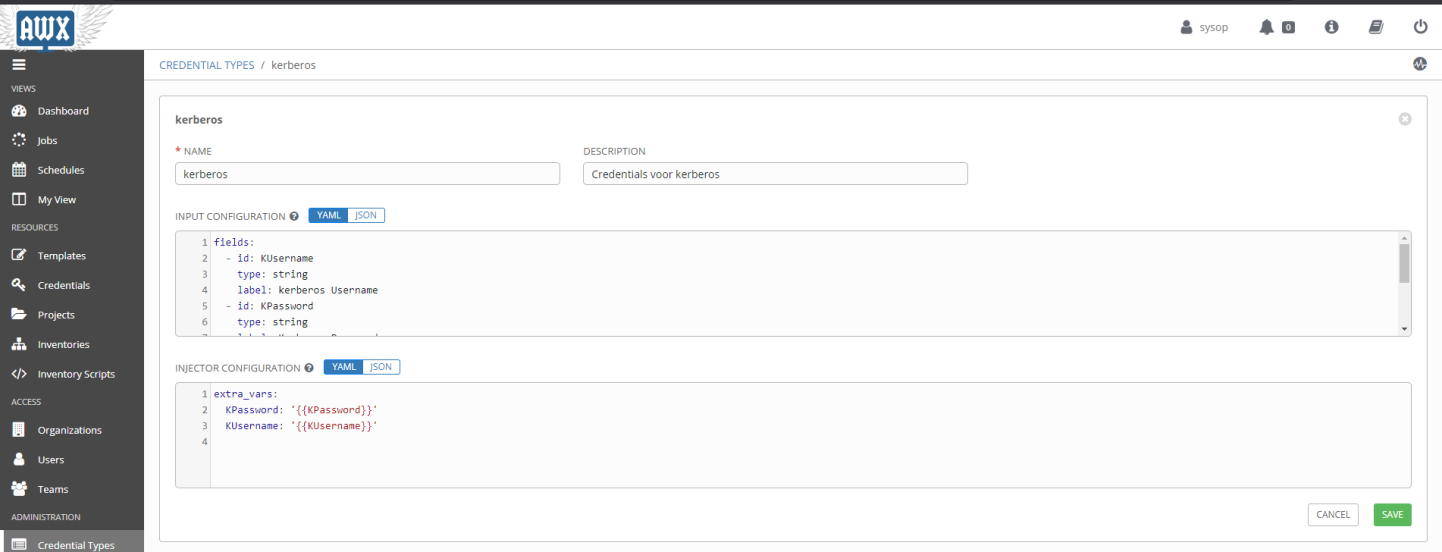 AWX
sysop
0
CREDENTIAL TYPES / kerberos
VIEWS
Dashboard
Jobs
Schedules
My View
RESOURCES
Templates
Credentials
Projects
Inventories
Inventory Scripts
ACCESS
Organizations
Users
Teams
ADMINISTRATION
Credential Types
kerberos
* NAME
DESCRIPTION
kerberos
Credentials voor kerberos
INPUT CONFIGURATION ? YAML JSON
1 fields:
2 - id: KUsername
3 type: string
4 label: kerberos Username
5 - id: KPassword
6 type: string
INJECTOR CONFIGURATION ? YAML JSON
1 extra_vars:
2 KPassword: '{{KPassword}}'
3 KUsername: '{{KUsername}}'
4
CANCEL
SAVE